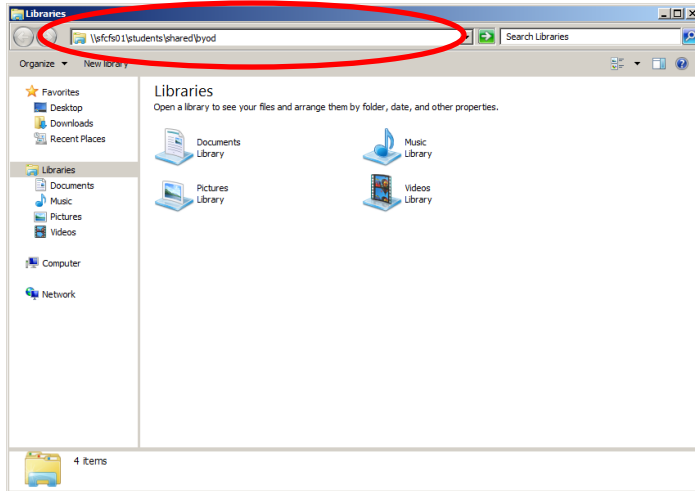 Libraries
\\sfcfs01\students\shared\byod
Search Libraries
Organize
New library
Favorites
Desktop
Downloads
Recent Places
Libraries
Documents
Music
Pictures
Videos
Computer
Network
Libraries
Open a library to see your files and arrange them by folder, date, and other properties.
Documents
Library
Music
Library
Pictures
Library
Videos
Library
4 items